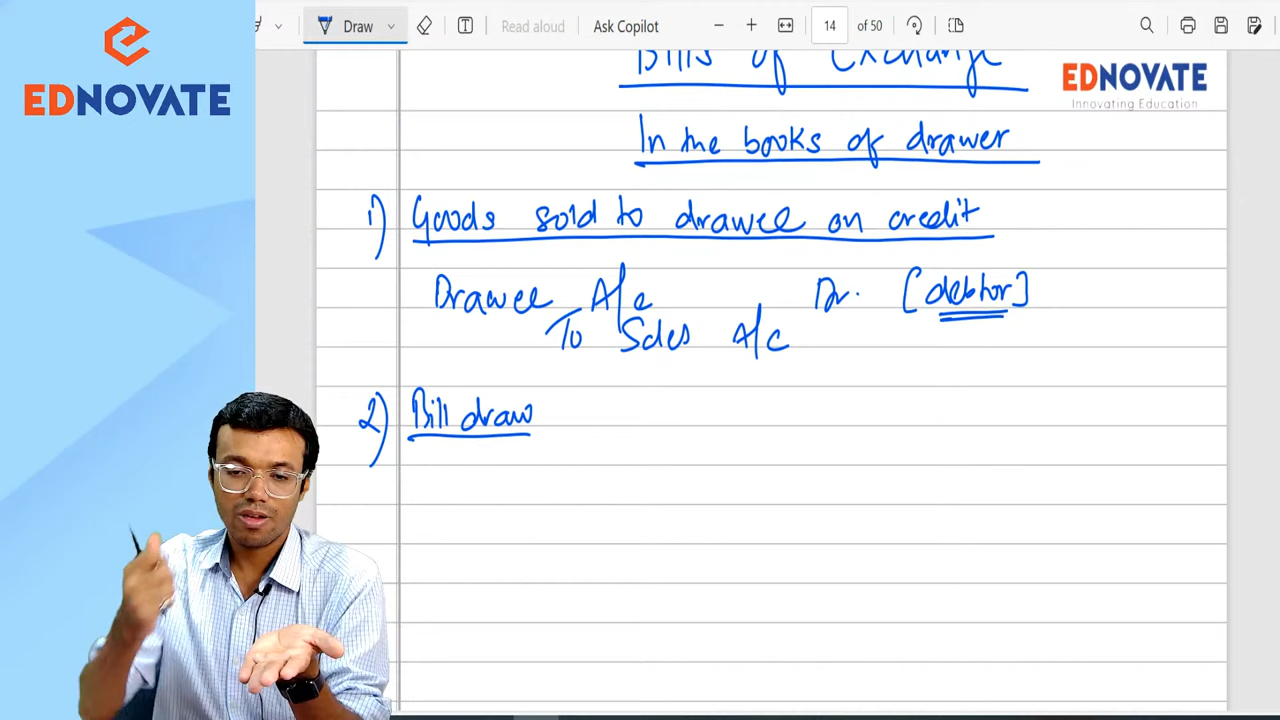 EDNOVATE
Draw
Read aloud
Ask Copilot
14 of 50
Bills of Exchange
EDNOVATE
Innovating Education
In the books of drawer
1) Goods sold to drawee on credit
Drawee A/c Dr. [debtor]
To Sales A/c
2) Bill draw